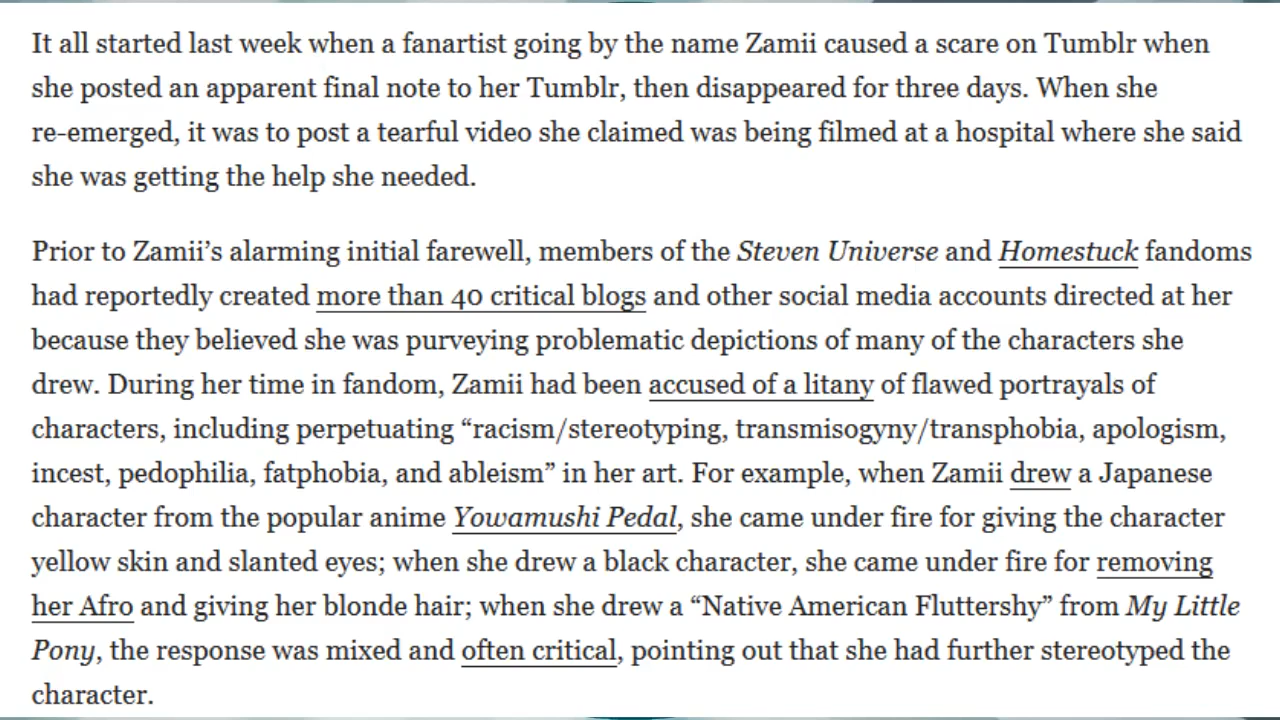 It all started last week when a fanartist going by the name Zamii caused a scare on Tumblr when
she posted an apparent final note to her Tumblr, then disappeared for three days. When she
re-emerged, it was to post a tearful video she claimed was being filmed at a hospital where she said
she was getting the help she needed.
Prior to Zamii’s alarming initial farewell, members of the Steven Universe and Homestuck fandoms
had reportedly created more than 40 critical blogs and other social media accounts directed at her
because they believed she was purveying problematic depictions of many of the characters she
drew. During her time in fandom, Zamii had been accused of a litany of flawed portrayals of
characters, including perpetuating “racism/stereotyping, transmisogyny/transphobia, apologism,
incest, pedophilia, fatphobia, and ableism” in her art. For example, when Zamii drew a Japanese
character from the popular anime Yowamushi Pedal, she came under fire for giving the character
yellow skin and slanted eyes; when she drew a black character, she came under fire for removing
her Afro and giving her blonde hair; when she drew a “Native American Fluttershy” from My Little
Pony, the response was mixed and often critical, pointing out that she had further stereotyped the
character.